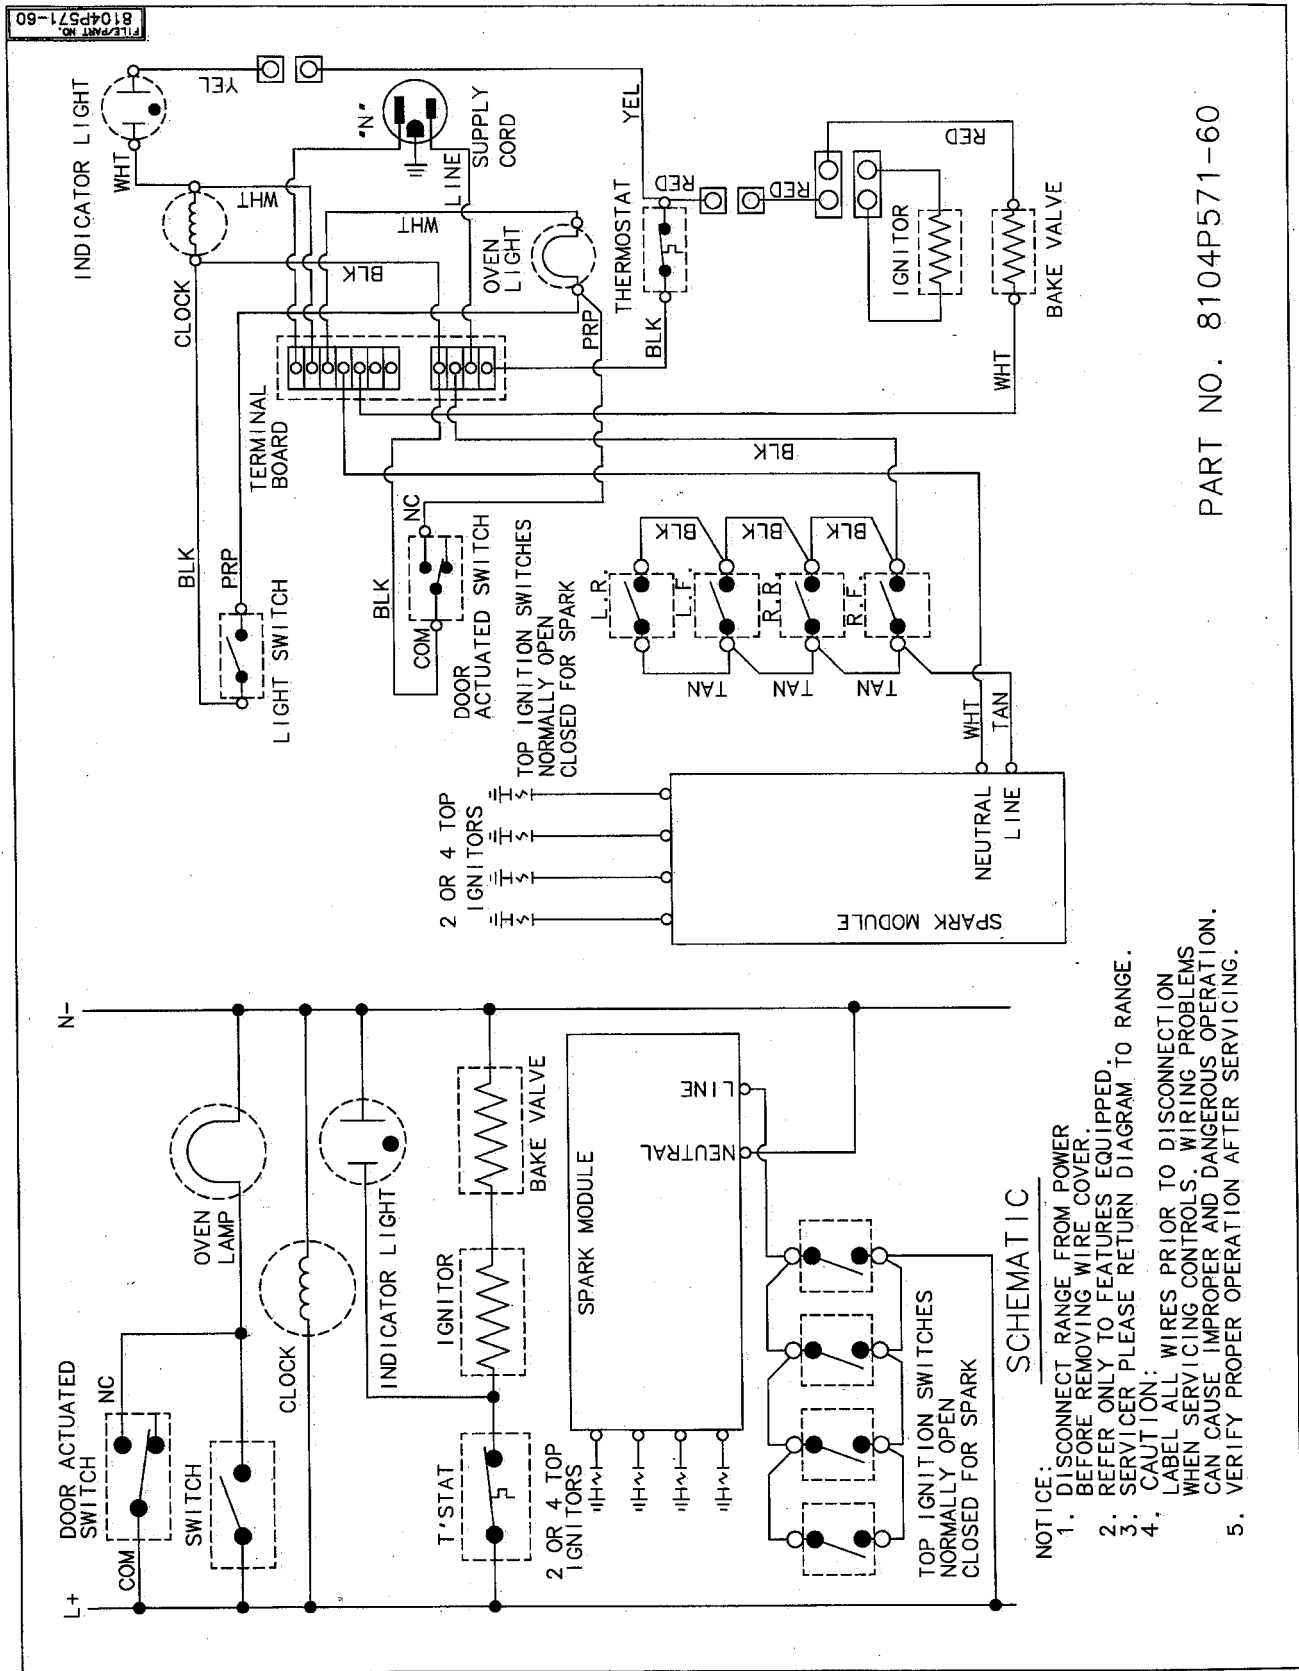 FILE/PART NO.
8104P571-60
INDICATOR LIGHT
YEL
WHT
CLOCK
WHT
"N"
SUPPLY
CORD
LINE
WHT
BLK
OVEN
LIGHT
PRP
YEL
THERMOSTAT
BLK
RED
RED
RED
IGNITOR
BAKE VALVE
WHT
TERMINAL
BOARD
BLK
BLK
PRP
LIGHT SWITCH
BLK
NC
COM
DOOR
ACTUATED SWITCH
TOP IGNITION SWITCHES
NORMALLY OPEN
CLOSED FOR SPARK
L.R.
L.F.
R.R.
R.F.
BLK
BLK
BLK
TAN
TAN
TAN
WHT
TAN
2 OR 4 TOP
IGNITORS
NEUTRAL
LINE
SPARK MODULE
PART NO. 8104P571-60
L+
N-
DOOR ACTUATED
SWITCH
NC
COM
SWITCH
OVEN
LAMP
CLOCK
INDICATOR LIGHT
T'STAT
IGNITOR
BAKE VALVE
2 OR 4 TOP
IGNITORS
SPARK MODULE
LINE
NEUTRAL
TOP IGNITION SWITCHES
NORMALLY OPEN
CLOSED FOR SPARK
SCHEMATIC
NOTICE:
1. DISCONNECT RANGE FROM POWER
BEFORE REMOVING WIRE COVER.
2. REFER ONLY TO FEATURES EQUIPPED.
3. SERVICER PLEASE RETURN DIAGRAM TO RANGE.
4. CAUTION:
LABEL ALL WIRES PRIOR TO DISCONNECTION
WHEN SERVICING CONTROLS. WIRING PROBLEMS
CAN CAUSE IMPROPER AND DANGEROUS OPERATION.
5. VERIFY PROPER OPERATION AFTER SERVICING.